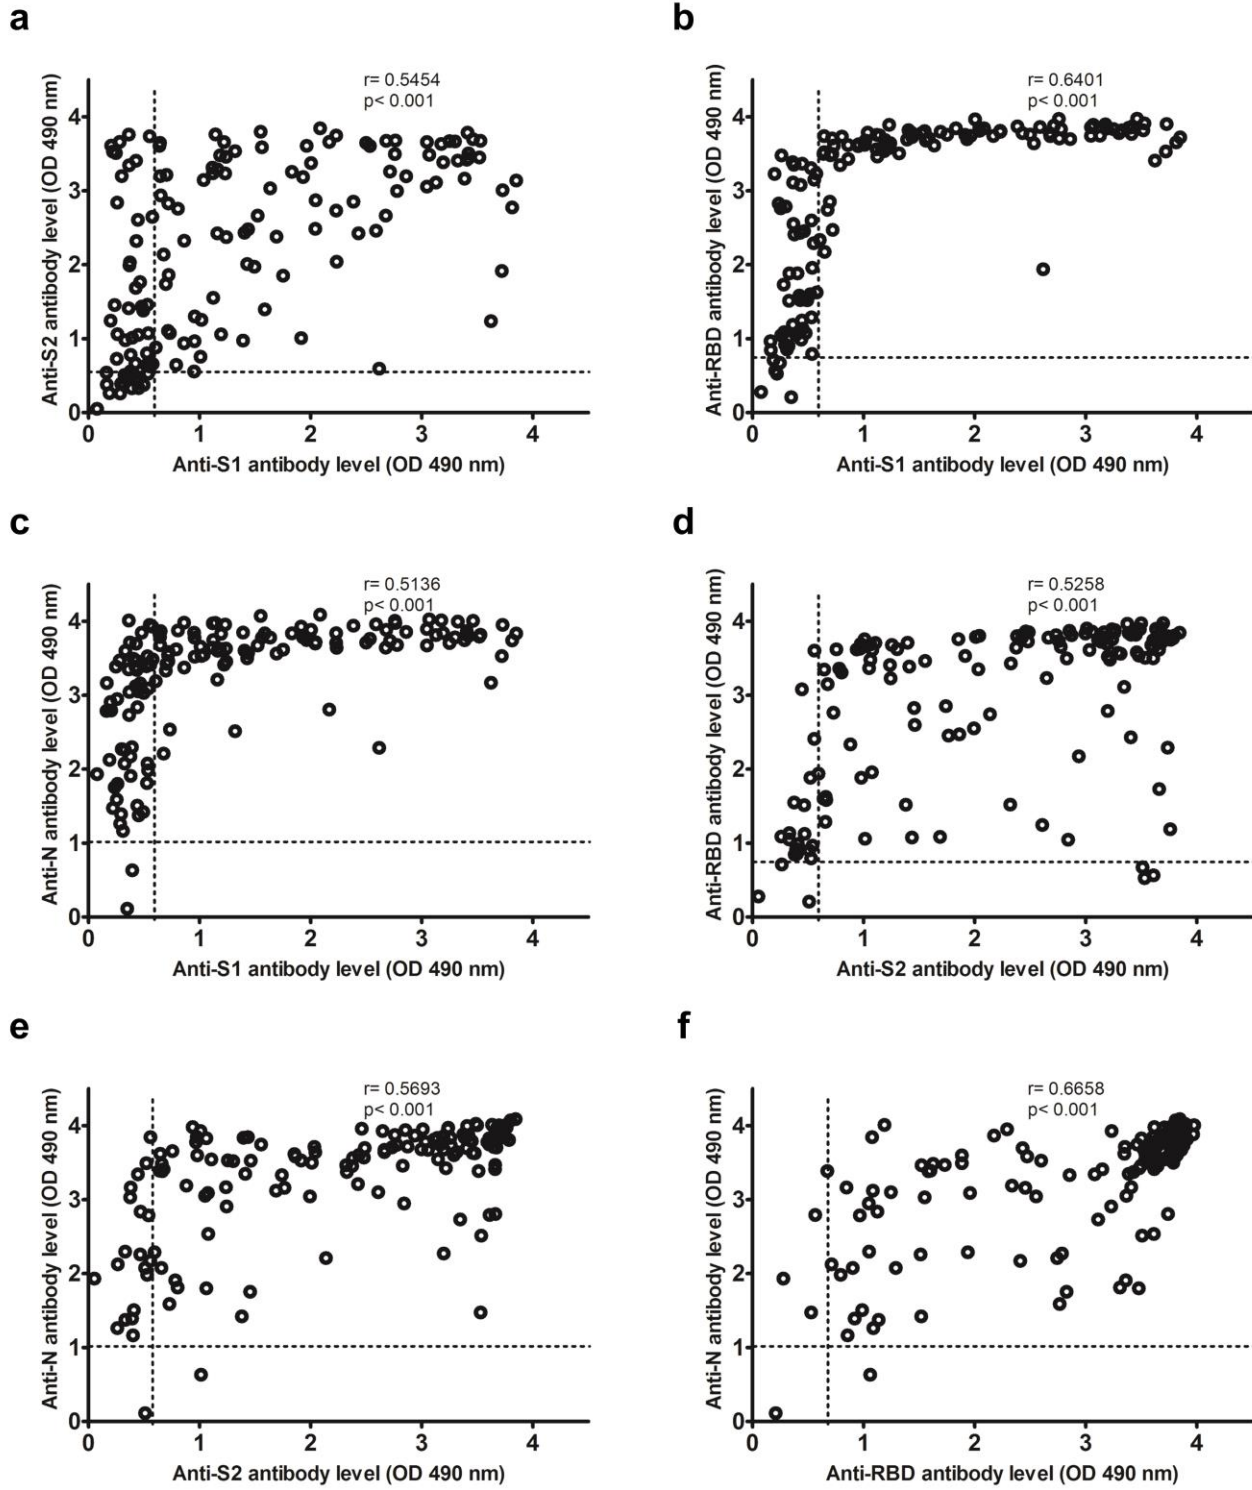 a
b
r= 0.5454
p< 0.001
Anti-S2 antibody level (OD 490 nm)
4
3
2
1
0
0 1 2 3 4
Anti-S1 antibody level (OD 490 nm)
r= 0.6401
p< 0.001
Anti-RBD antibody level (OD 490 nm)
4
3
2
1
0
0 1 2 3 4
Anti-S1 antibody level (OD 490 nm)
c
d
r= 0.5136
p< 0.001
Anti-N antibody level (OD 490 nm)
4
3
2
1
0
0 1 2 3 4
Anti-S1 antibody level (OD 490 nm)
r= 0.5258
p< 0.001
Anti-RBD antibody level (OD 490 nm)
4
3
2
1
0
0 1 2 3 4
Anti-S2 antibody level (OD 490 nm)
e
f
r= 0.5693
p< 0.001
Anti-N antibody level (OD 490 nm)
4
3
2
1
0
0 1 2 3 4
Anti-S2 antibody level (OD 490 nm)
r= 0.6658
p< 0.001
Anti-N antibody level (OD 490 nm)
4
3
2
1
0
0 1 2 3 4
Anti-RBD antibody level (OD 490 nm)